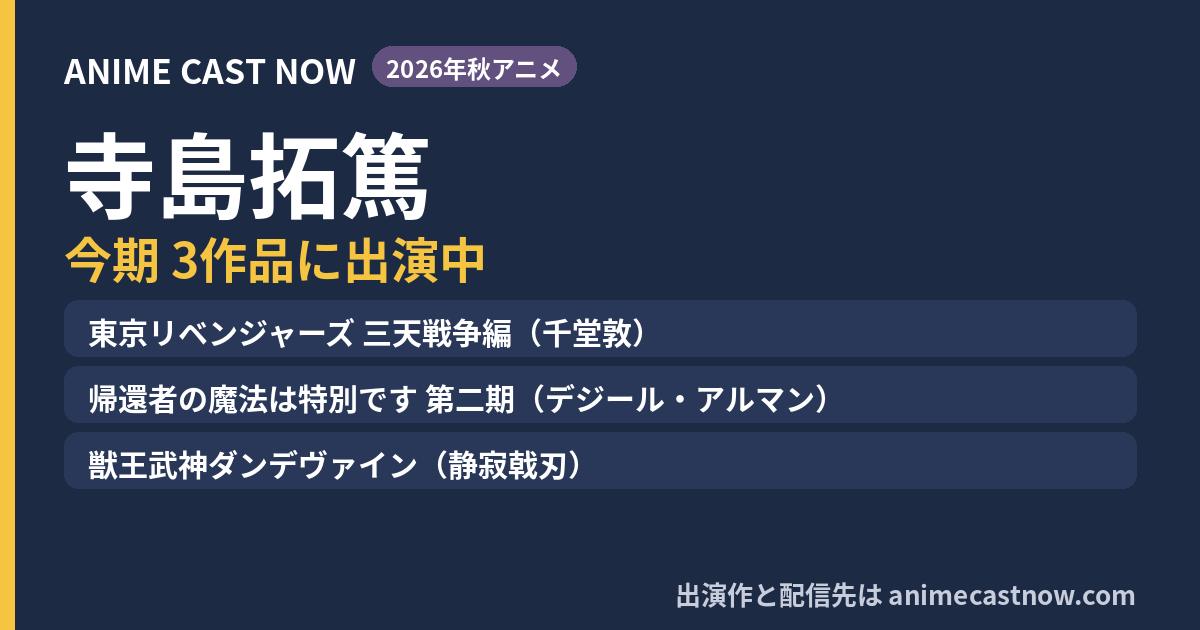 ANIME CAST NOW 2026年秋アニメ
寺島拓篤
今期 3作品に出演中
東京リベンジャーズ 三天戦争編（千堂敦）
帰還者の魔法は特別です 第二期（デジール・アルマン）
獣王武神ダンデヴァイン（静寂戟刃）
出演作と配信先は animecastnow.com